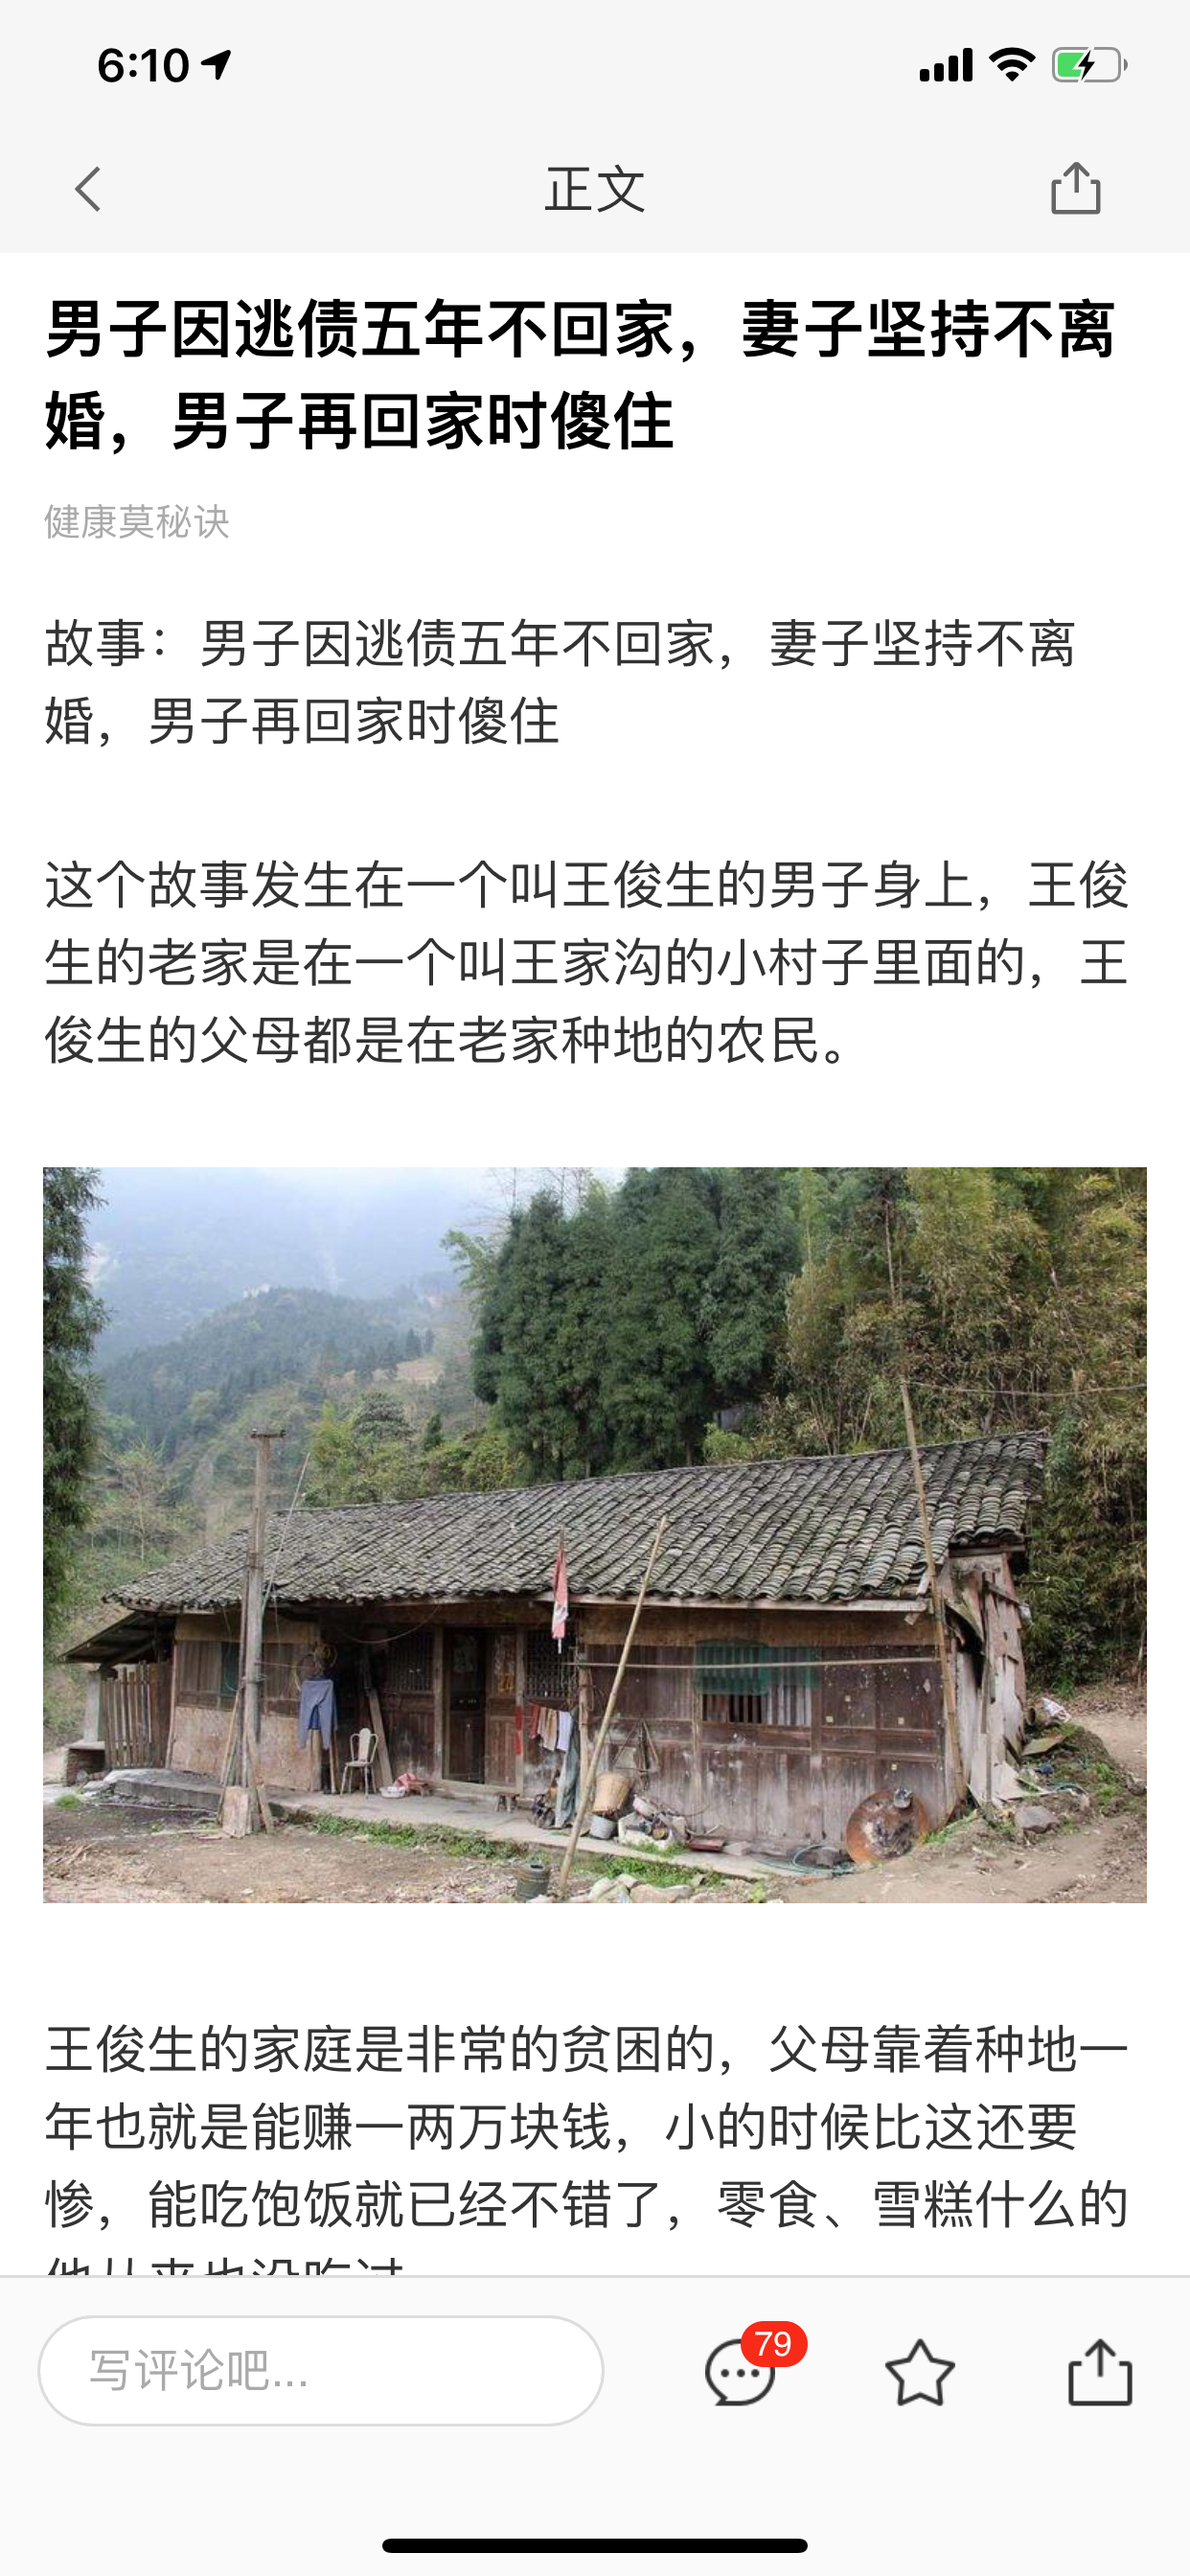 6:10
正文
男子因逃债五年不回家，妻子坚持不离
婚，男子再回家时傻住
健康莫秘诀
故事：男子因逃债五年不回家，妻子坚持不离
婚，男子再回家时傻住
这个故事发生在一个叫王俊生的男子身上，王俊
生的老家是在一个叫王家沟的小村子里面的，王
俊生的父母都是在老家种地的农民。
王俊生的家庭是非常的贫困的，父母靠着种地一
年也就是能赚一两万块钱，小的时候比这还要
惨，能吃饱饭就已经不错了，零食、雪糕什么的
写评论吧...
79